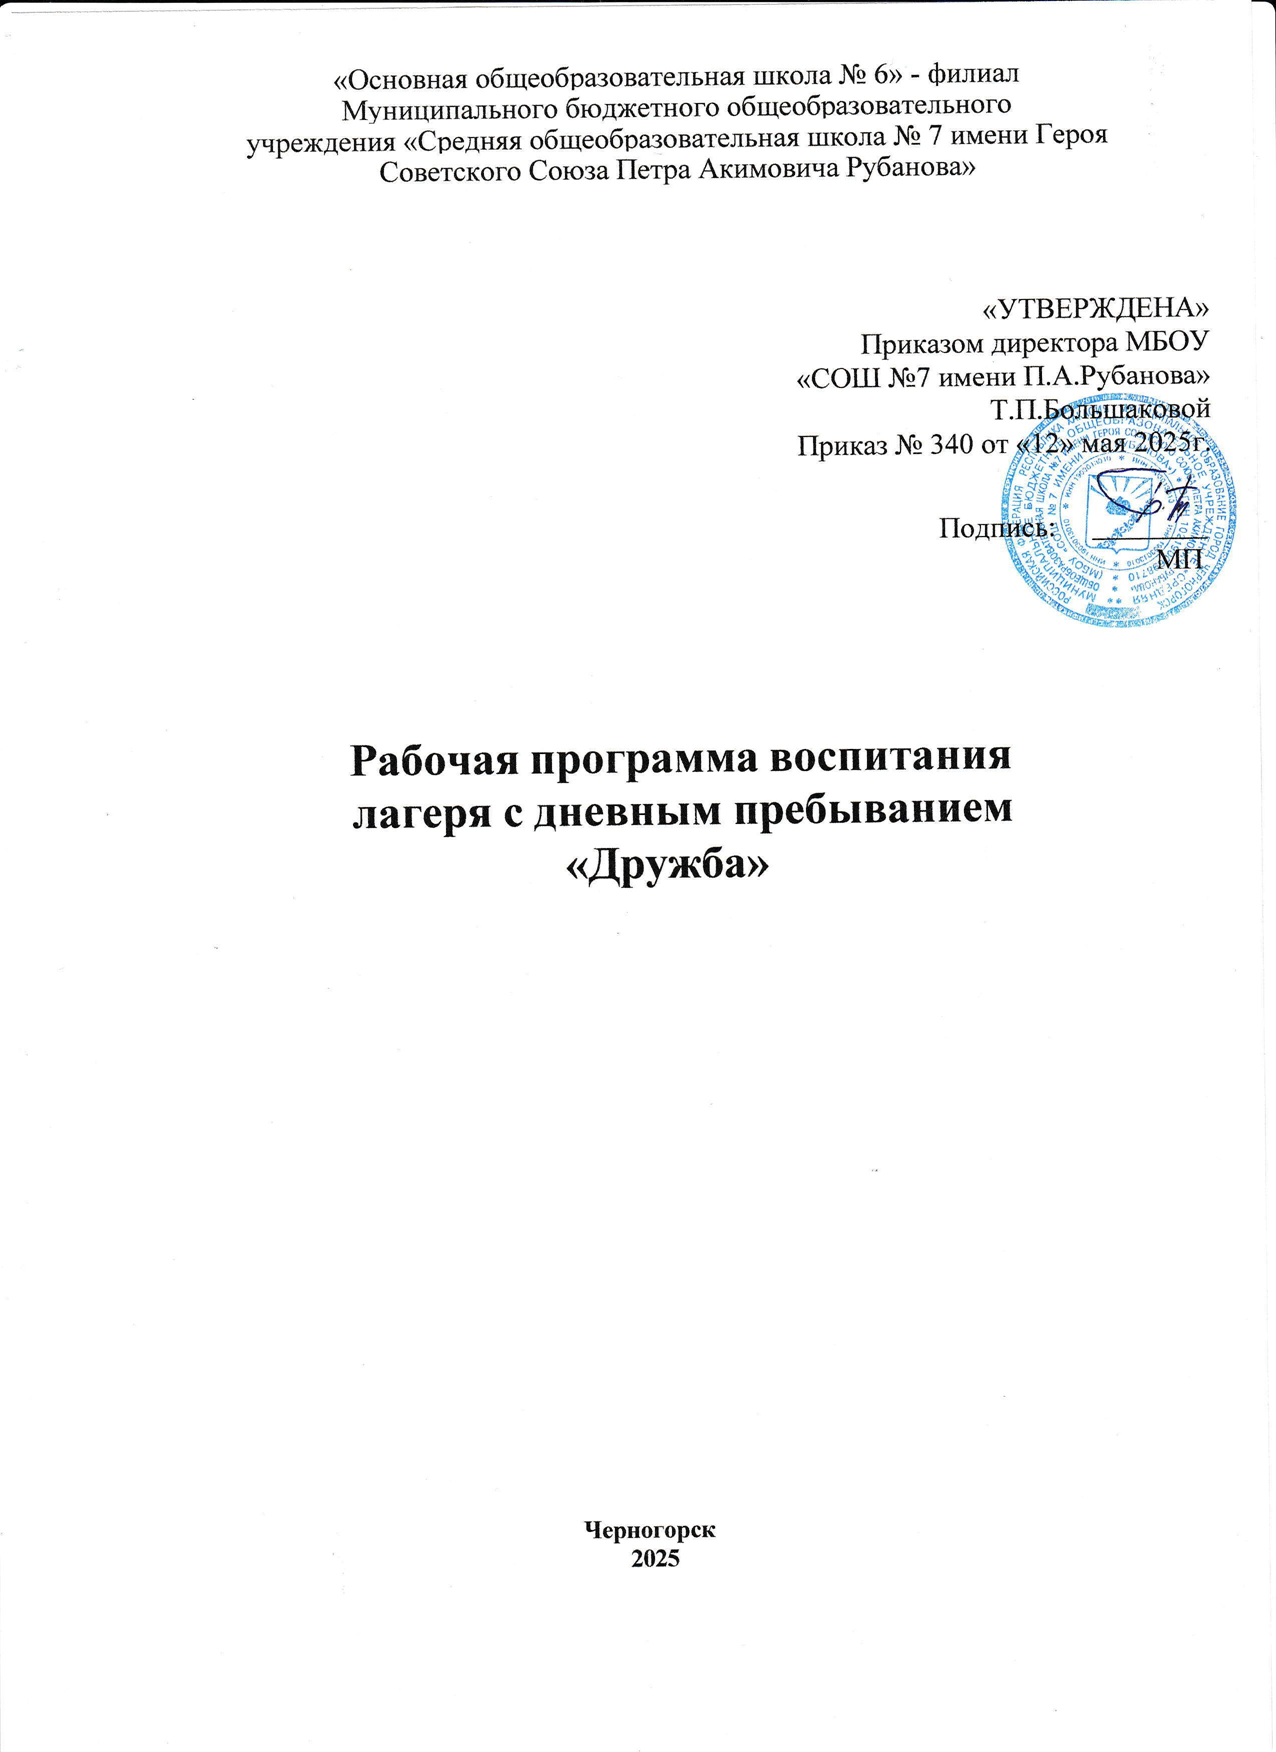 «Основная общеобразовательная школа № 6» - филиал
Муниципального бюджетного общеобразовательного
учреждения «Средняя общеобразовательная школа № 7 имени Героя
Советского Союза Петра Акимовича Рубанова»
«УТВЕРЖДЕНА»
Приказом директора МБОУ
«СОШ №7 имени П.А.Рубанова»
Т.П.Большаковой
Приказ № 340 от «12» мая 2025г.
Подпись:
МП
Рабочая программа воспитания
лагеря с дневным пребыванием
«Дружба»
Черногорск
2025